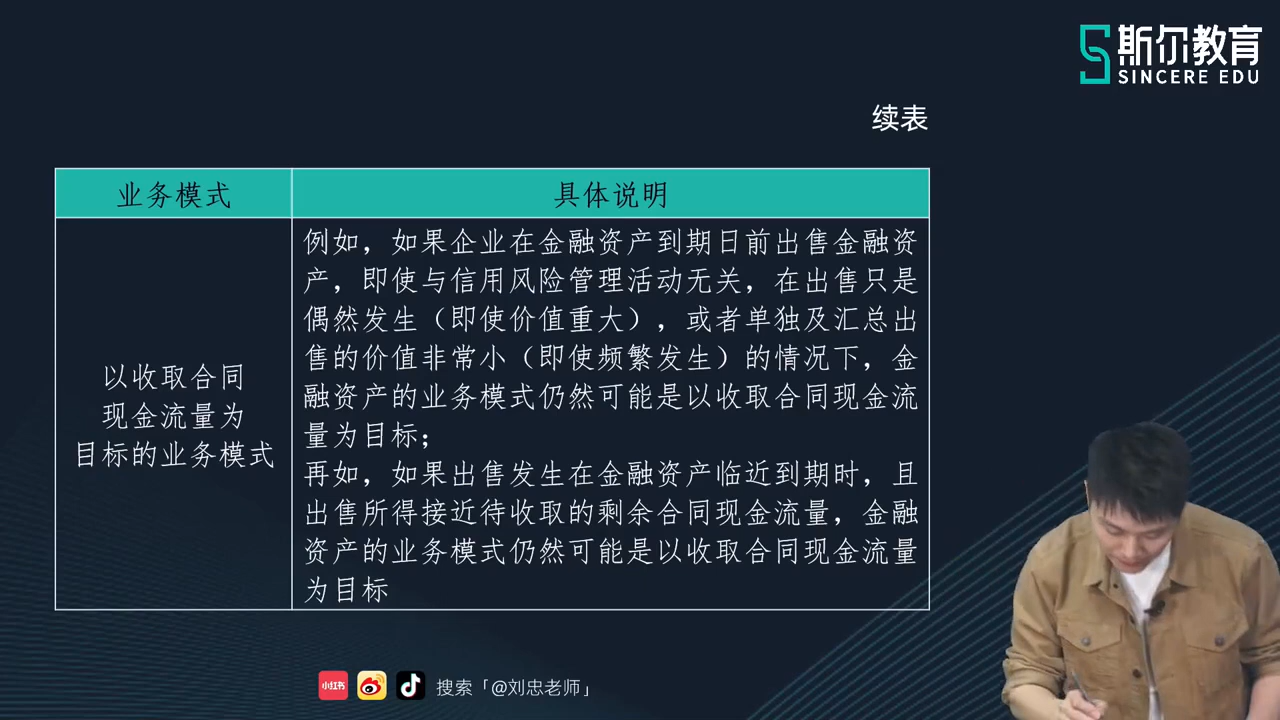 斯尔教育
SINCERE EDU
续表
业务模式
具体说明
以收取合同
现金流量为
目标的业务模式
例如，如果企业在金融资产到期日前出售金融资
产，即使与信用风险管理活动无关，在出售只是
偶然发生（即使价值重大），或者单独及汇总出
售的价值非常小（即使频繁发生）的情况下，金
融资产的业务模式仍然可能是以收取合同现金流
量为目标；
再如，如果出售发生在金融资产临近到期时，且
出售所得接近待收取的剩余合同现金流量，金融
资产的业务模式仍然可能是以收取合同现金流量
为目标
小红书
搜索「@刘忠老师」